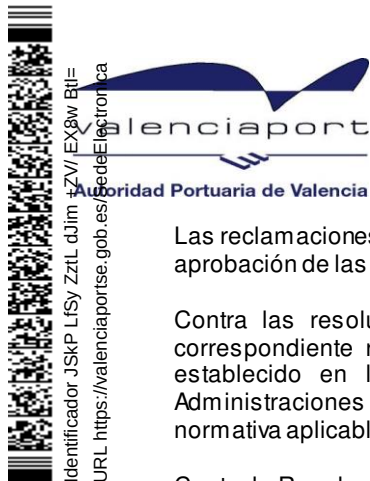 Identificador JSkP LfSy ZztL dJim +ZV/ EX8w BtI=
URL https://valenciaportse.gob.es/SedeElectronica
valenciaport
Autoridad Portuaria de Valencia
Las reclamaciones
aprobación de las
Contra las resolu
correspondiente r
establecido en l
Administraciones
normativa aplicabl